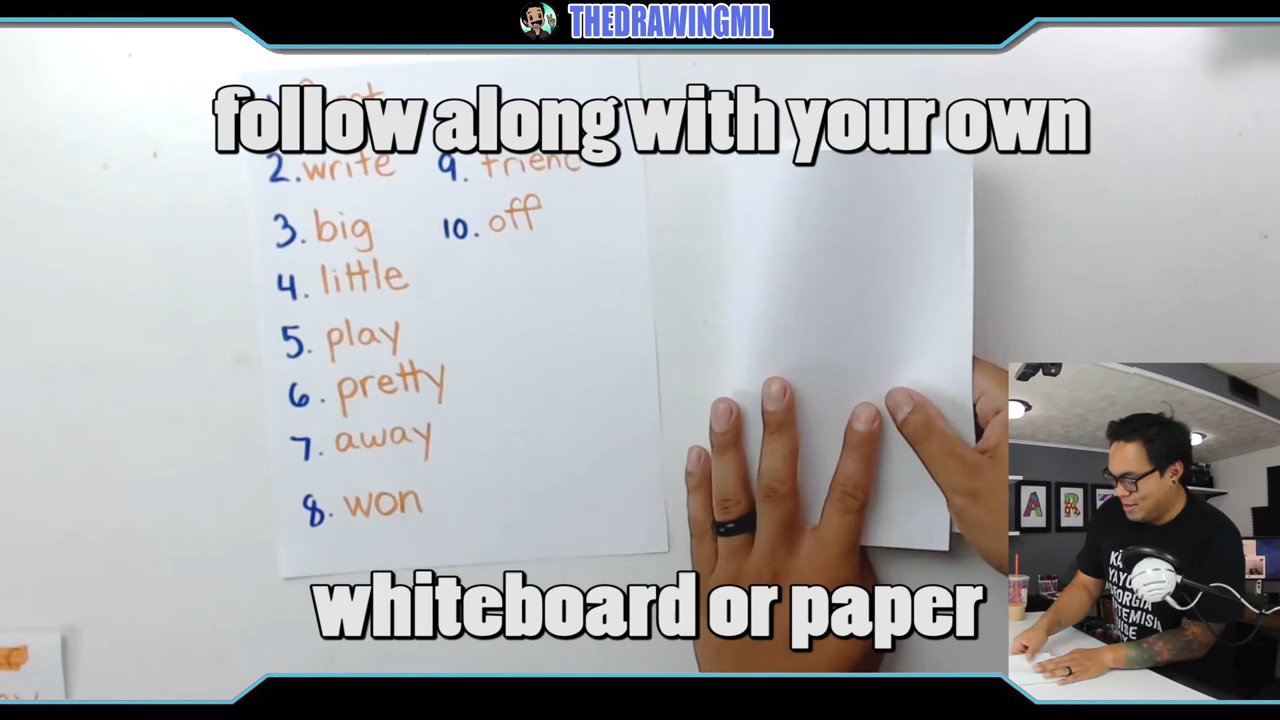 THEDRAWINGMIL
follow along with your own
2. write
3. big
4. little
5. play
6. pretty
7. away
8. won
9. friend
10. off
whiteboard or paper
A R